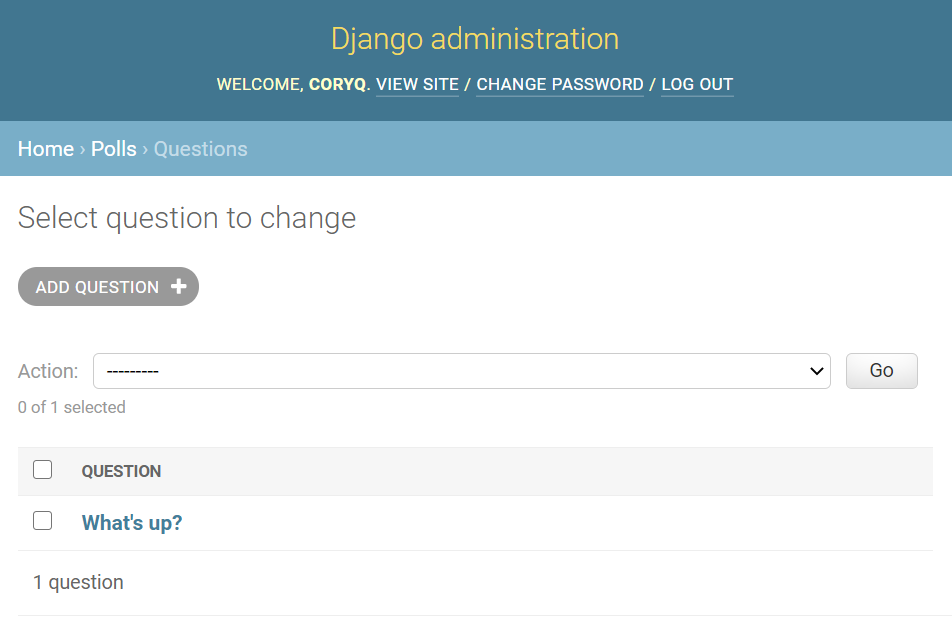 Django administration
WELCOME, CORYQ. VIEW SITE / CHANGE PASSWORD / LOG OUT
Home › Polls › Questions
Select question to change
ADD QUESTION +
Action: --------- Go
0 of 1 selected
QUESTION
What's up?
1 question